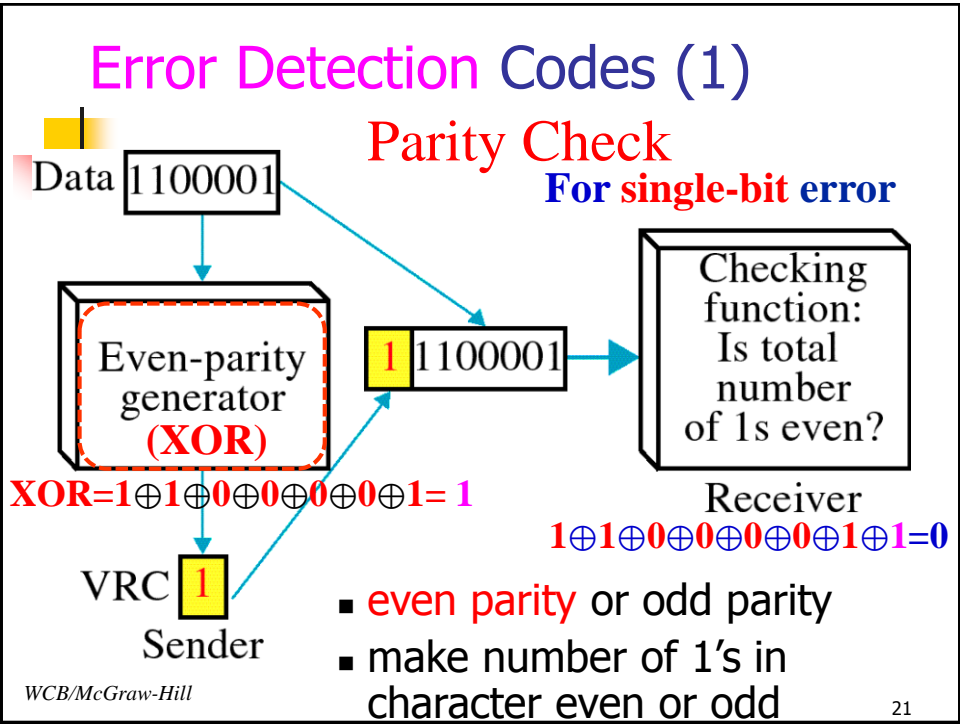 Error Detection Codes (1)
Parity Check
For single-bit error
Data 1100001
Even-parity
generator
(XOR)
XOR=1⊕1⊕0⊕0⊕0⊕0⊕1= 1
VRC 1
Sender
1 1100001
Checking
function:
Is total
number
of 1s even?
Receiver
1⊕1⊕0⊕0⊕0⊕0⊕1⊕1=0
▪ even parity or odd parity
▪ make number of 1’s in
character even or odd
WCB/McGraw-Hill
21